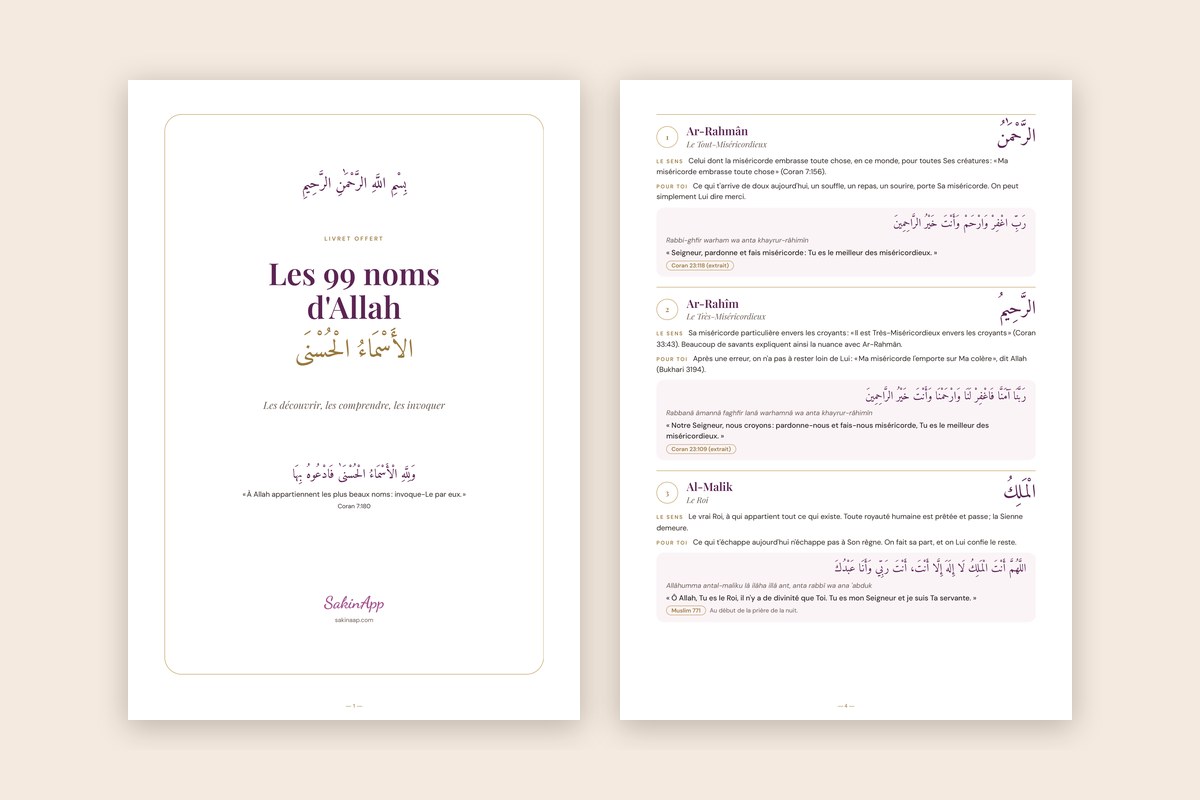 بِسْمِ اللَّهِ الرَّحْمَٰنِ الرَّحِيمِ
LIVRET OFFERT
Les 99 noms
d'Allah
الأَسْمَاءُ الْحُسْنَى
Les découvrir, les comprendre, les invoquer
وَلِلَّهِ الْأَسْمَاءُ الْحُسْنَىٰ فَادْعُوهُ بِهَا
« À Allah appartiennent les plus beaux noms : invoque-Le par eux. »
Coran 7:180
SakinApp
sakinaap.com
— 1 —
1
Ar-Rahmân
Le Tout-Miséricordieux
الرَّحْمَٰنُ
LE SENS Celui dont la miséricorde embrasse toute chose, en ce monde, pour toutes Ses créatures : « Ma
miséricorde embrasse toute chose » (Coran 7:156).
POUR TOI Ce qui t'arrive de doux aujourd'hui, un souffle, un repas, un sourire, porte Sa miséricorde. On peut
simplement Lui dire merci.
رَبِّ اغْفِرْ وَارْحَمْ وَأَنْتَ خَيْرُ الرَّاحِمِينَ
Rabbi-ghfir warham wa anta khayrur-râhimîn
« Seigneur, pardonne et fais miséricorde : Tu es le meilleur des miséricordieux. »
Coran 23:118 (extrait)
2
Ar-Rahîm
Le Très-Miséricordieux
الرَّحِيمُ
LE SENS Sa miséricorde particulière envers les croyants : « Il est Très-Miséricordieux envers les croyants » (Coran
33:43). Beaucoup de savants expliquent ainsi la nuance avec Ar-Rahmân.
POUR TOI Après une erreur, on n'a pas à rester loin de Lui : « Ma miséricorde l'emporte sur Ma colère », dit Allah
(Bukhari 3194).
رَبَّنَا آمَنَّا فَاغْفِرْ لَنَا وَارْحَمْنَا وَأَنْتَ خَيْرُ الرَّاحِمِينَ
Rabbanâ âmannâ faghfir lanâ warhamnâ wa anta khayrur-râhimîn
« Notre Seigneur, nous croyons : pardonne-nous et fais-nous miséricorde, Tu es le meilleur des
miséricordieux. »
Coran 23:109 (extrait)
3
Al-Malik
Le Roi
الْمَلِكُ
LE SENS Le vrai Roi, à qui appartient tout ce qui existe. Toute royauté humaine est prêtée et passe ; la Sienne
demeure.
POUR TOI Ce qui t'échappe aujourd'hui n'échappe pas à Son règne. On fait sa part, et on Lui confie le reste.
اللَّهُمَّ أَنْتَ الْمَلِكُ لَا إِلَهَ إِلَّا أَنْتَ، أَنْتَ رَبِّي وَأَنَا عَبْدُكَ
Allâhumma antal-maliku lâ ilâha illâ ant, anta rabbî wa ana 'abduk
« Ô Allah, Tu es le Roi, il n'y a de divinité que Toi. Tu es mon Seigneur et je suis Ta servante. »
Muslim 771 Au début de la prière de la nuit.
— 4 —